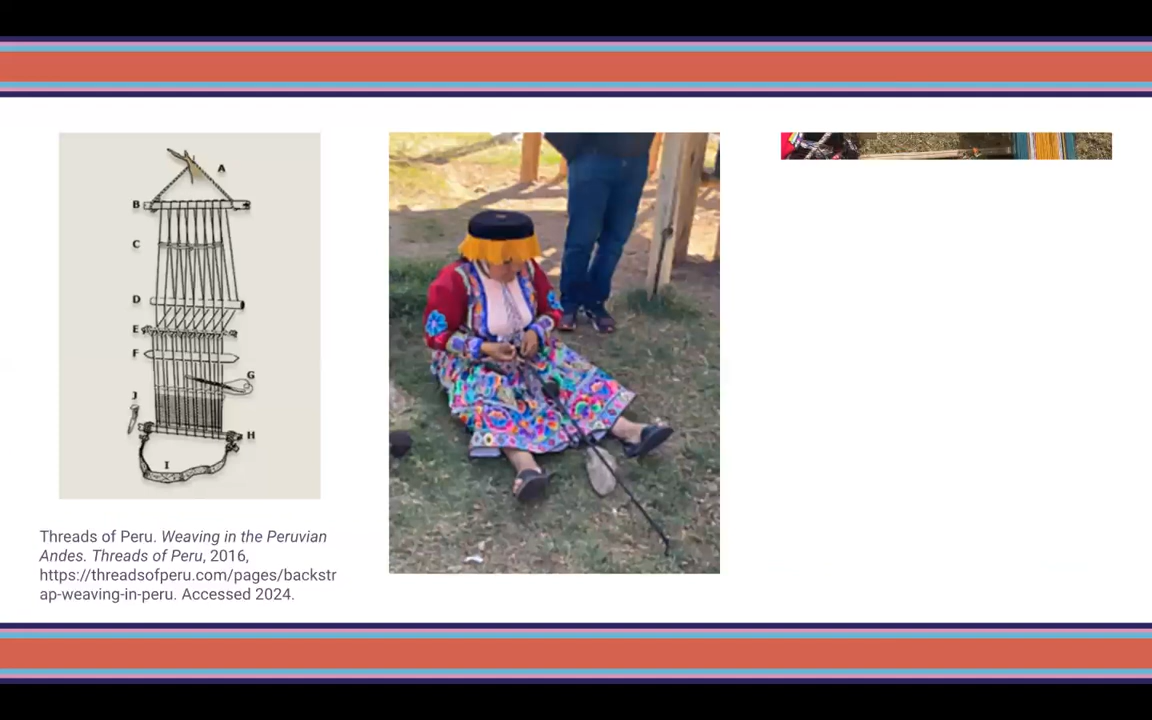 A
B
C
D
E
F
G
J
H
I
Threads of Peru. Weaving in the Peruvian
Andes. Threads of Peru, 2016,
https://threadsofperu.com/pages/backstr
ap-weaving-in-peru. Accessed 2024.